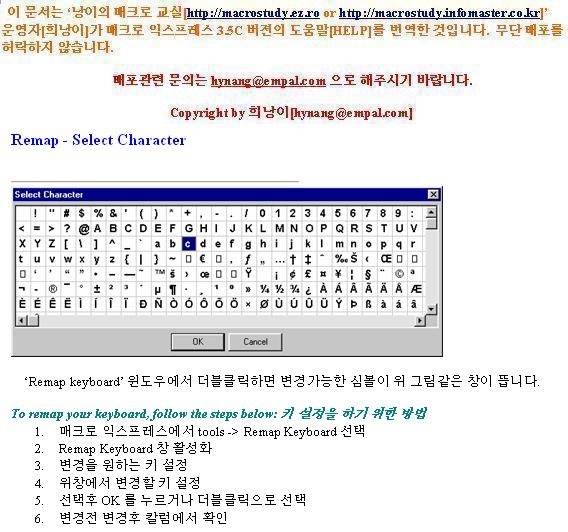 이 문서는 ‘낭이의 매크로 교실[http://macrostudy.ez.ro or http://macrostudy.infomaster.co.kr]’
운영자[희낭이]가 매크로 익스프레스 3.5C 버젼의 도움말[HELP]를 번역한 것입니다. 무단 배포를
허락하지 않습니다.
배포관련 문의는 hynang@empal.com 으로 해주시기 바랍니다.
Copyright by 희낭이[hynang@empal.com]
Remap - Select Character
Select Character
! " # $ % & ' ( ) * + , - . / 0 1 2 3 4 5 6 7 8 9 :
< = > ? @ A B C D E F G H I J K L M N O P Q R S T U V
X Y Z [ \ ] ^ _ ` a b c d e f g h i j k l m n o p q r
t u v w x y z { | } ~ € ‚ ƒ „ … † ‡ ˆ ‰ Š ‹ Œ
‘ ’ “ ” • – — ˜ ™ š › œ Ÿ ¡ ¢ £ ¤ ¥ ¦ § ¨ © ª
¬ - ® ¯ ° ± ² ³ ´ µ ¶ · ¸ ¹ º » ¼ ½ ¾ ¿ À Á Â Ã Ä Å Æ
È É Ê Ë Ì Í Î Ï Ð Ñ Ò Ó Ô Õ Ö × Ø Ù Ú Û Ü Ý Þ ß à á â
OK Cancel
‘Remap keyboard’ 윈도우에서 더블클릭하면 변경가능한 심볼이 위 그림같은 창이 뜹니다.
To remap your keyboard, follow the steps below: 키 설정을 하기 위한 방법
1. 매크로 익스프레스에서 tools -> Remap Keyboard 선택
2. Remap Keyboard 창 활성화
3. 변경을 원하는 키 설정
4. 위창에서 변경할 키 설정
5. 선택후 OK 를 누르거나 더블클릭으로 선택
6. 변경전 변경후 칼럼에서 확인